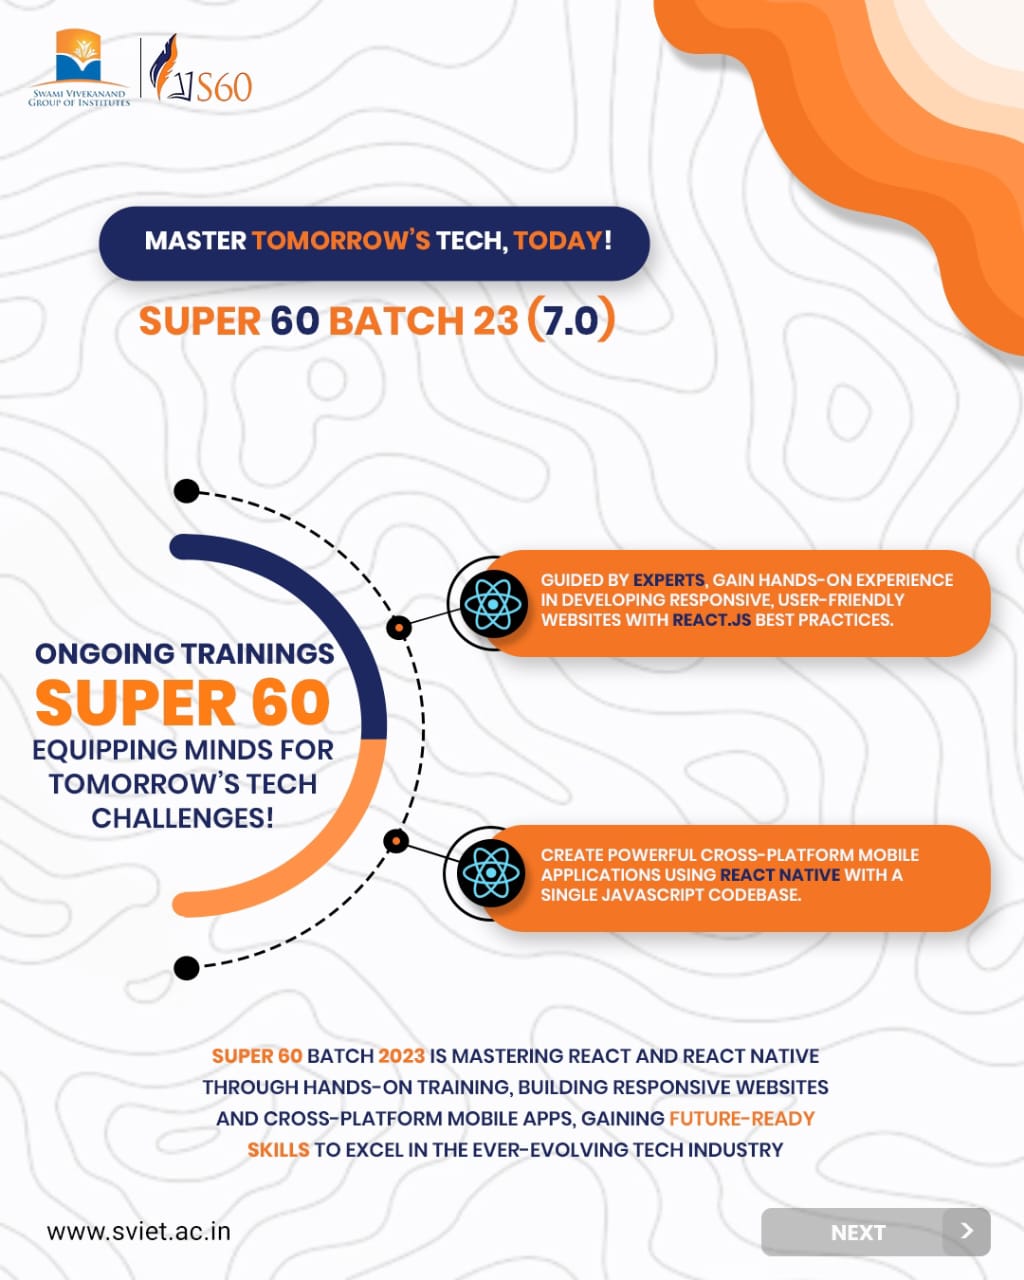 SWAMI VIVEKANAND
GROUP OF INSTITUTES
S60
MASTER TOMORROW'S TECH, TODAY!
SUPER 60 BATCH 23 (7.0)
ONGOING TRAININGS
SUPER 60
EQUIPPING MINDS FOR
TOMORROW'S TECH
CHALLENGES!
GUIDED BY EXPERTS, GAIN HANDS-ON EXPERIENCE
IN DEVELOPING RESPONSIVE, USER-FRIENDLY
WEBSITES WITH REACT.JS BEST PRACTICES.
CREATE POWERFUL CROSS-PLATFORM MOBILE
APPLICATIONS USING REACT NATIVE WITH A
SINGLE JAVASCRIPT CODEBASE.
SUPER 60 BATCH 2023 IS MASTERING REACT AND REACT NATIVE
THROUGH HANDS-ON TRAINING, BUILDING RESPONSIVE WEBSITES
AND CROSS-PLATFORM MOBILE APPS, GAINING FUTURE-READY
SKILLS TO EXCEL IN THE EVER-EVOLVING TECH INDUSTRY
www.sviet.ac.in
NEXT >